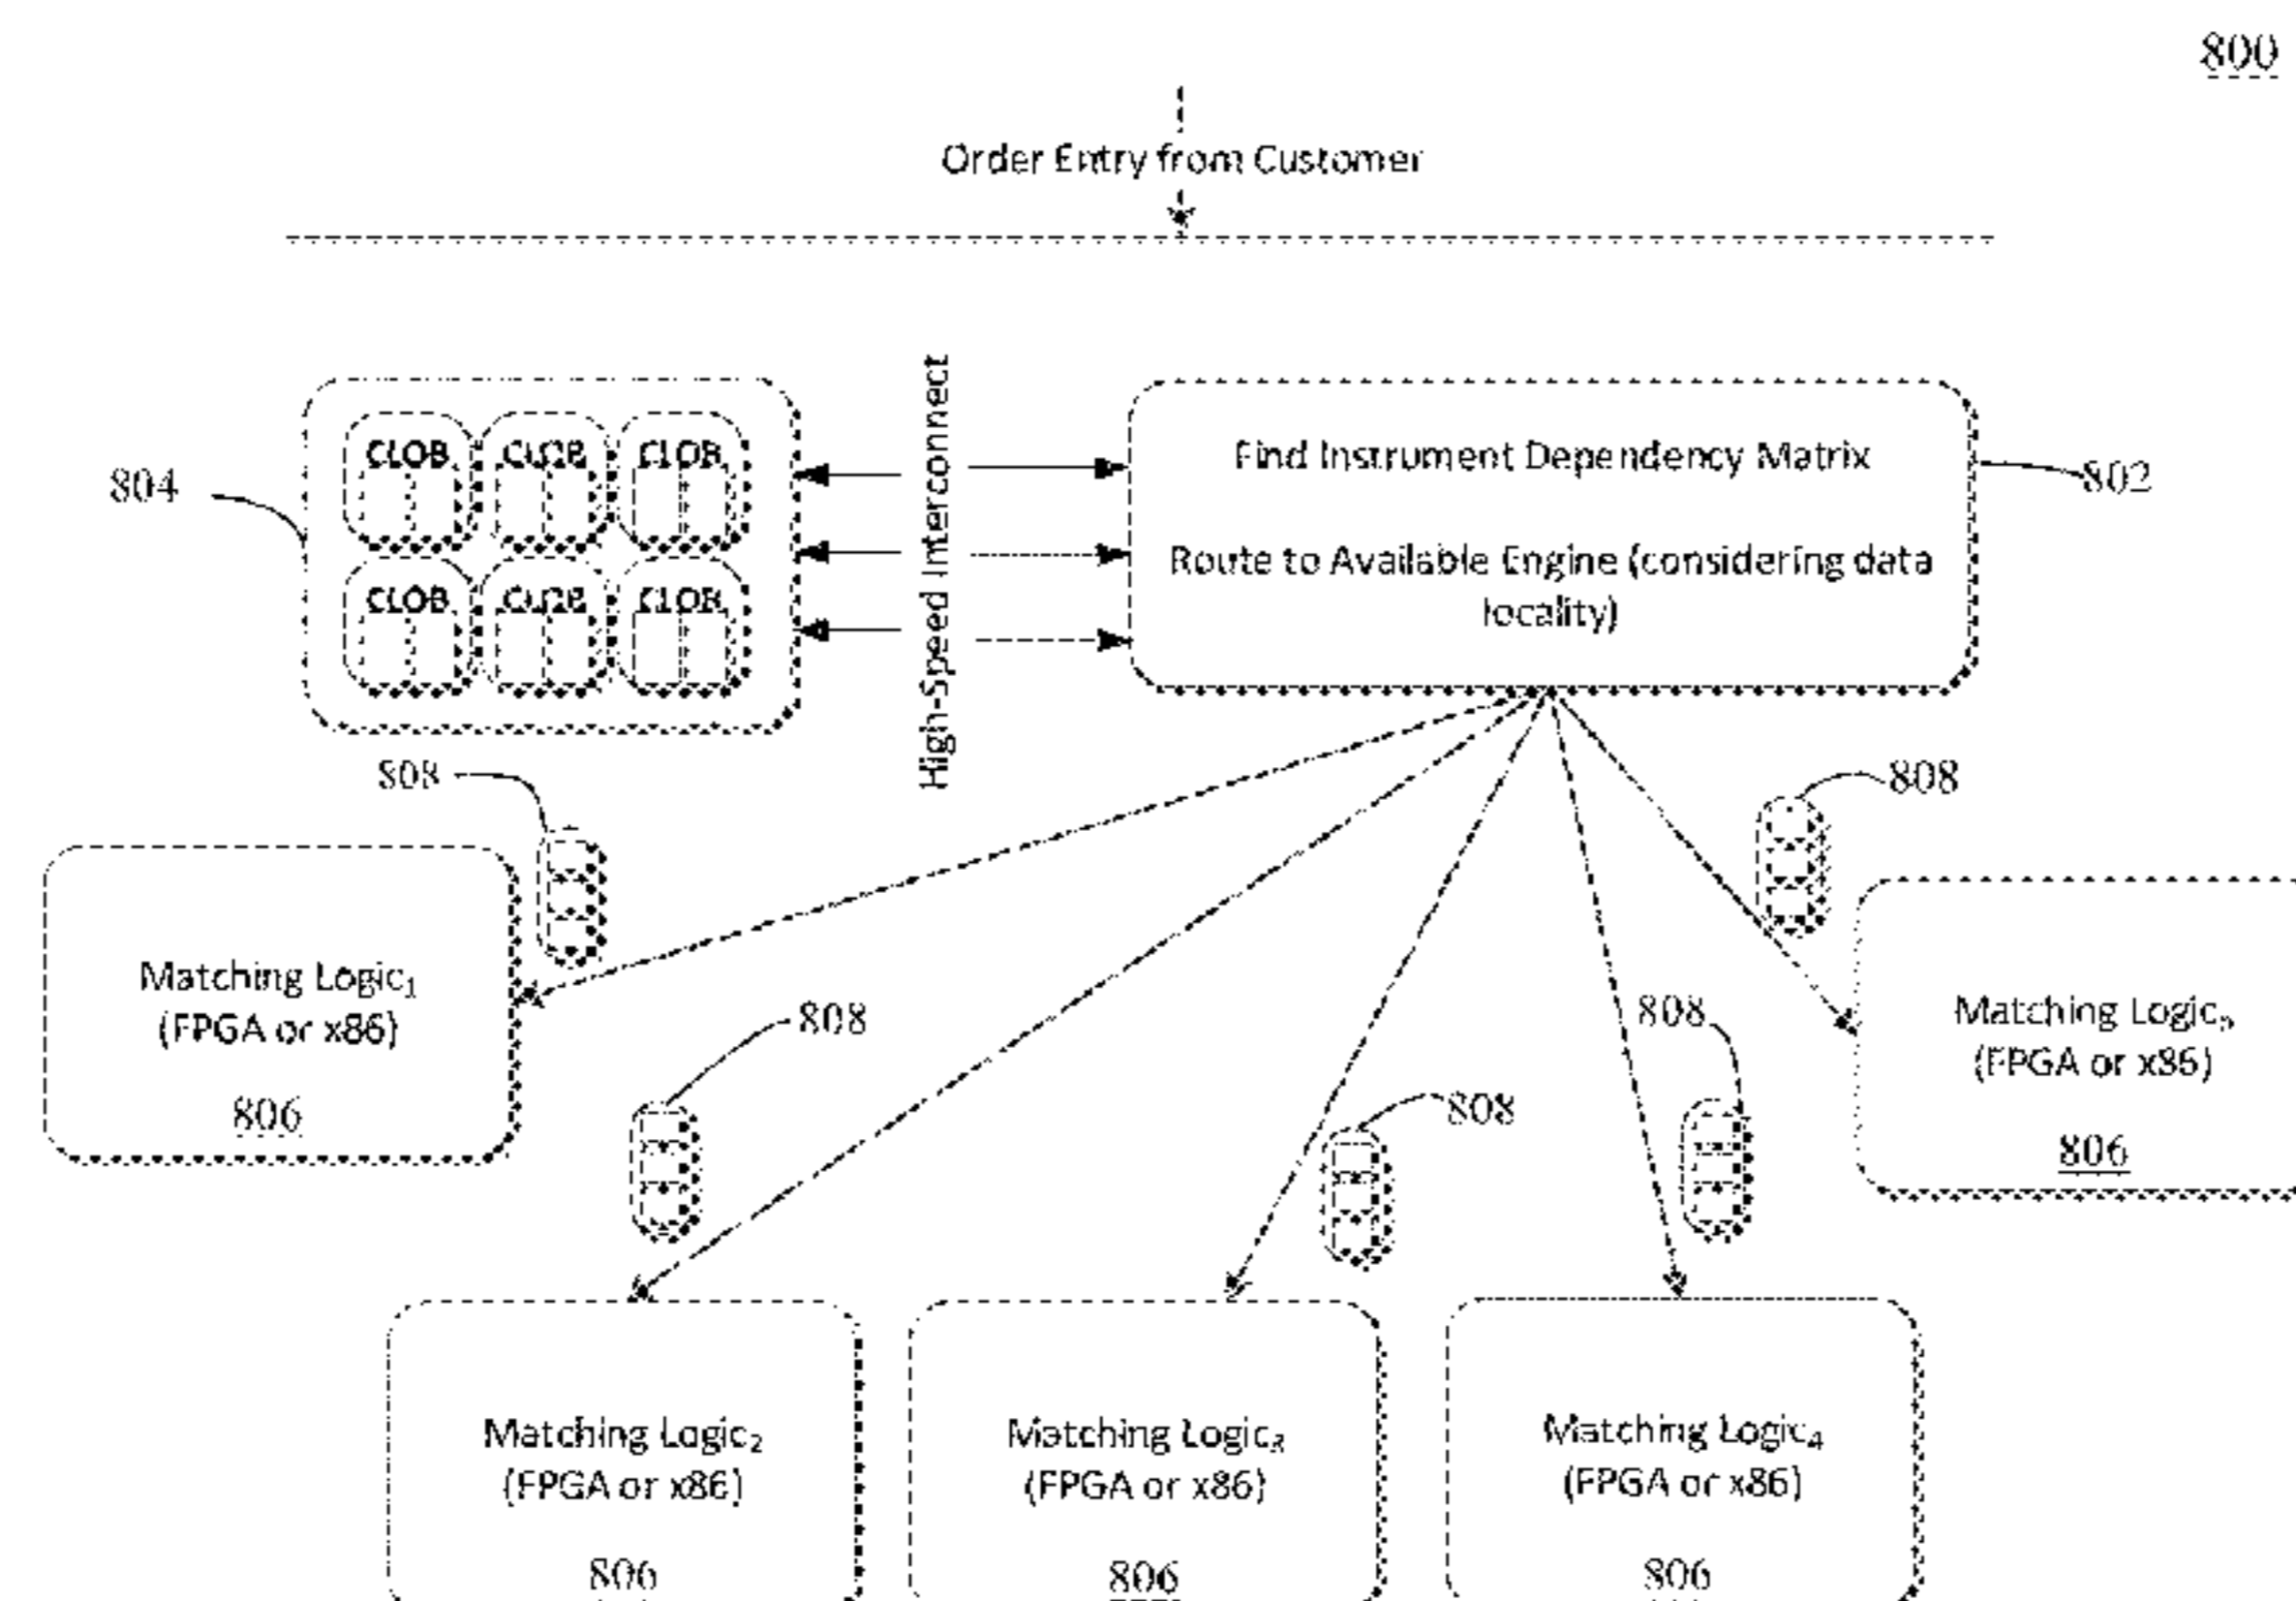 800
Order Entry from Customer
High-Speed Interconnect
CLOB CLOB CLOB
CLOB CLOB CLOB
804
Find Instrument Dependency Matrix
Route to Available Engine (considering data
locality)
802
808
808
808
808
808
Matching Logic₁
(FPGA or x86)
806
Matching Logic₅
(FPGA or x86)
806
Matching Logic₂
(FPGA or x86)
806
Matching Logic₃
(FPGA or x86)
806
Matching Logic₄
(FPGA or x86)
806